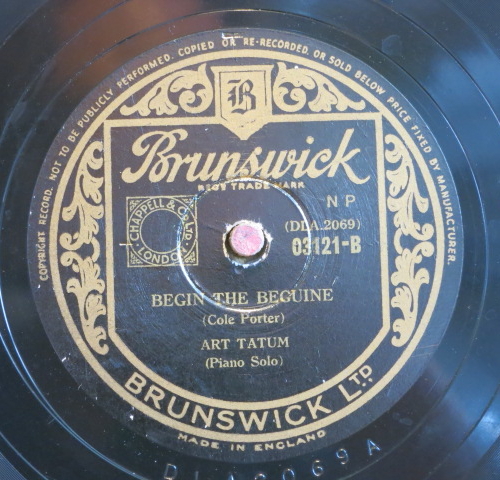 COPYRIGHT RECORD. NOT TO BE PUBLICLY PERFORMED. COPIED OR RE-RECORDED. OR SOLD BELOW PRICE FIXED BY MANUFACTURER.
B
Brunswick
REGD TRADE MARK
CHAPPELL & CO LTD
LONDON
N P
(DLA.2069)
03121-B
BEGIN THE BEGUINE
(Cole Porter)
ART TATUM
(Piano Solo)
BRUNSWICK LTD
MADE IN ENGLAND
DLA2069A